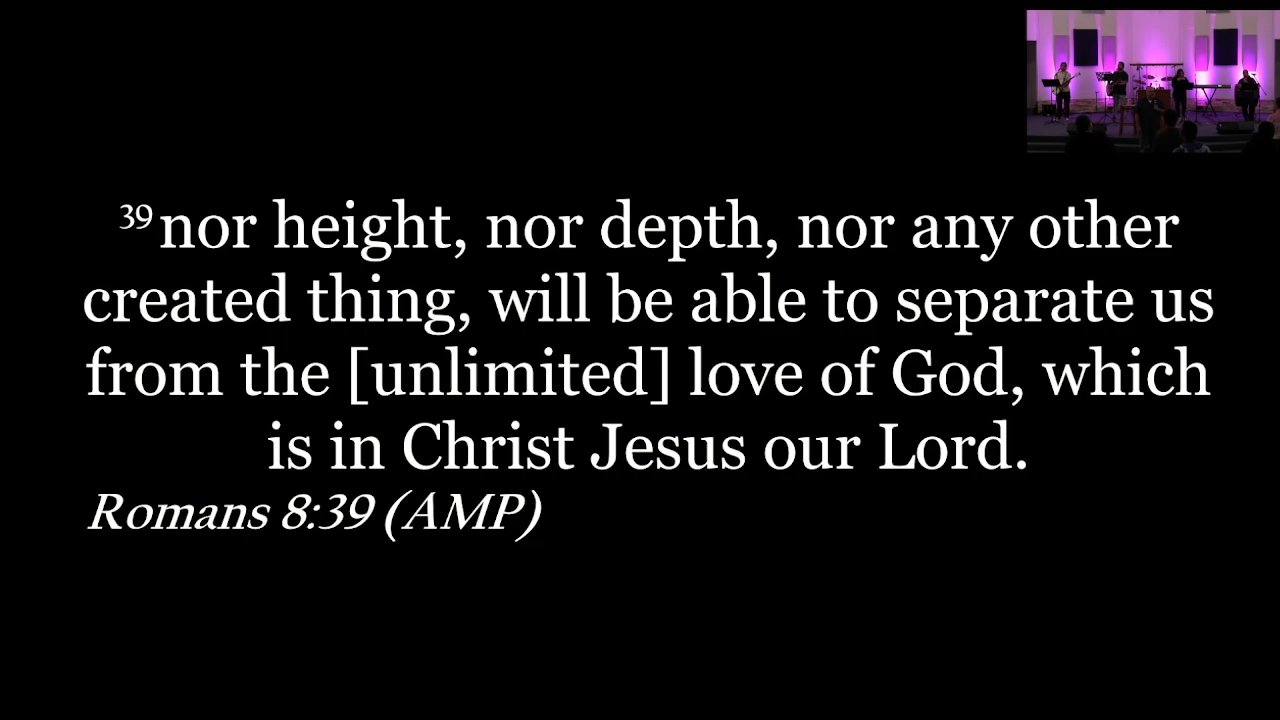 39 nor height, nor depth, nor any other
created thing, will be able to separate us
from the [unlimited] love of God, which
is in Christ Jesus our Lord.
Romans 8:39 (AMP)